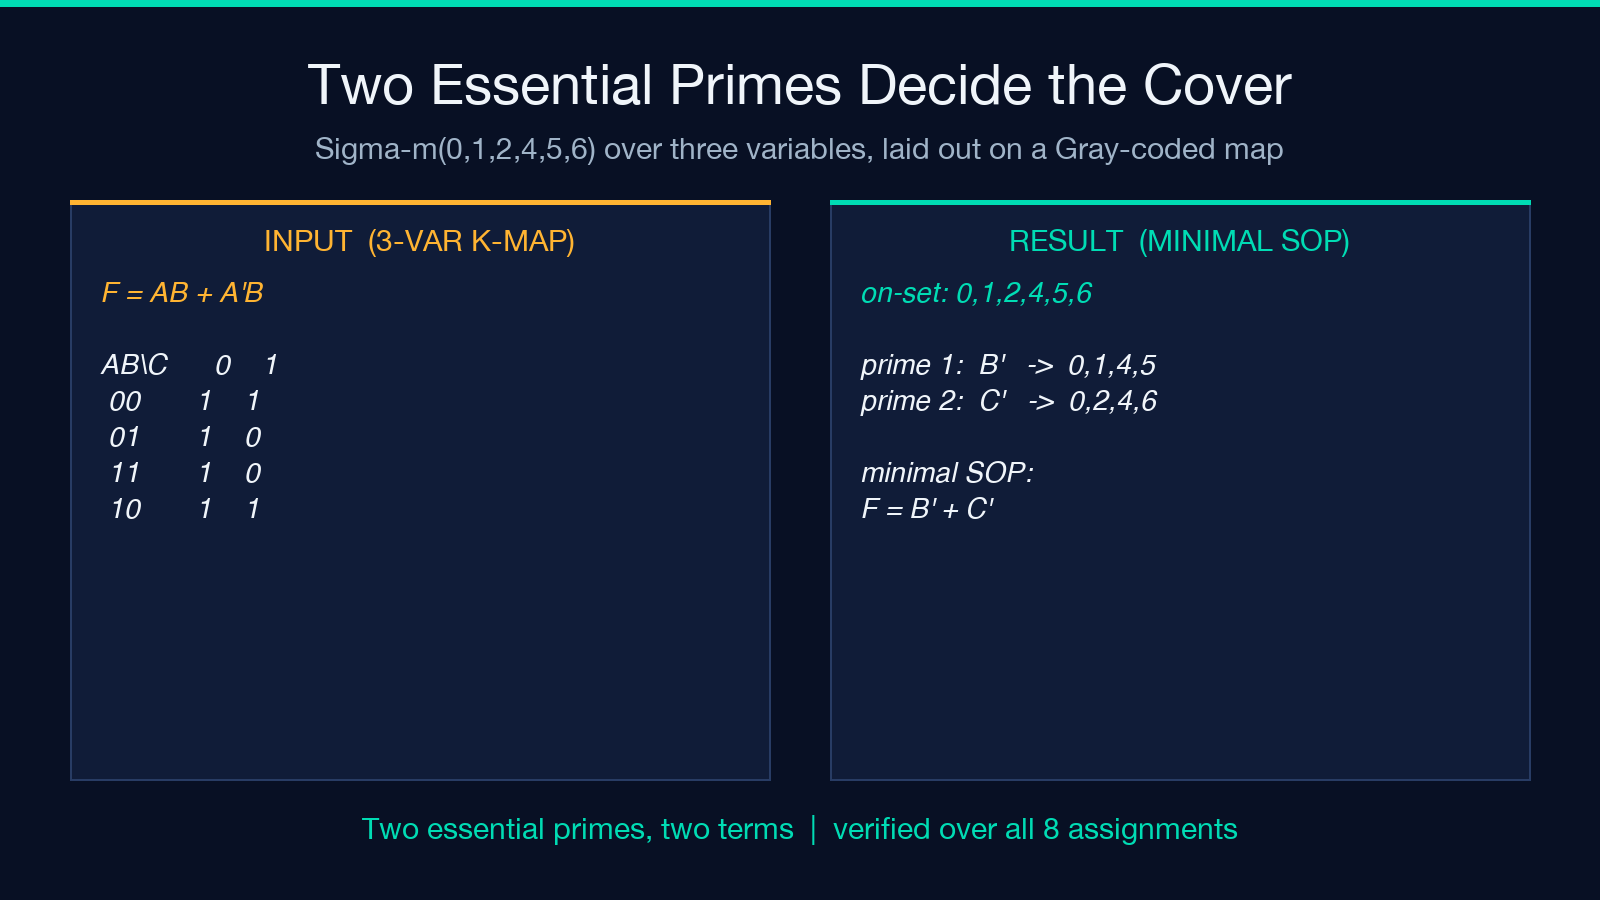 Two Essential Primes Decide the Cover
Sigma-m(0,1,2,4,5,6) over three variables, laid out on a Gray-coded map
INPUT (3-VAR K-MAP)
F = AB + A'B
AB\C 0 1
00 1 1
01 1 0
11 1 0
10 1 1
RESULT (MINIMAL SOP)
on-set: 0,1,2,4,5,6
prime 1: B' -> 0,1,4,5
prime 2: C' -> 0,2,4,6
minimal SOP:
F = B' + C'
Two essential primes, two terms | verified over all 8 assignments